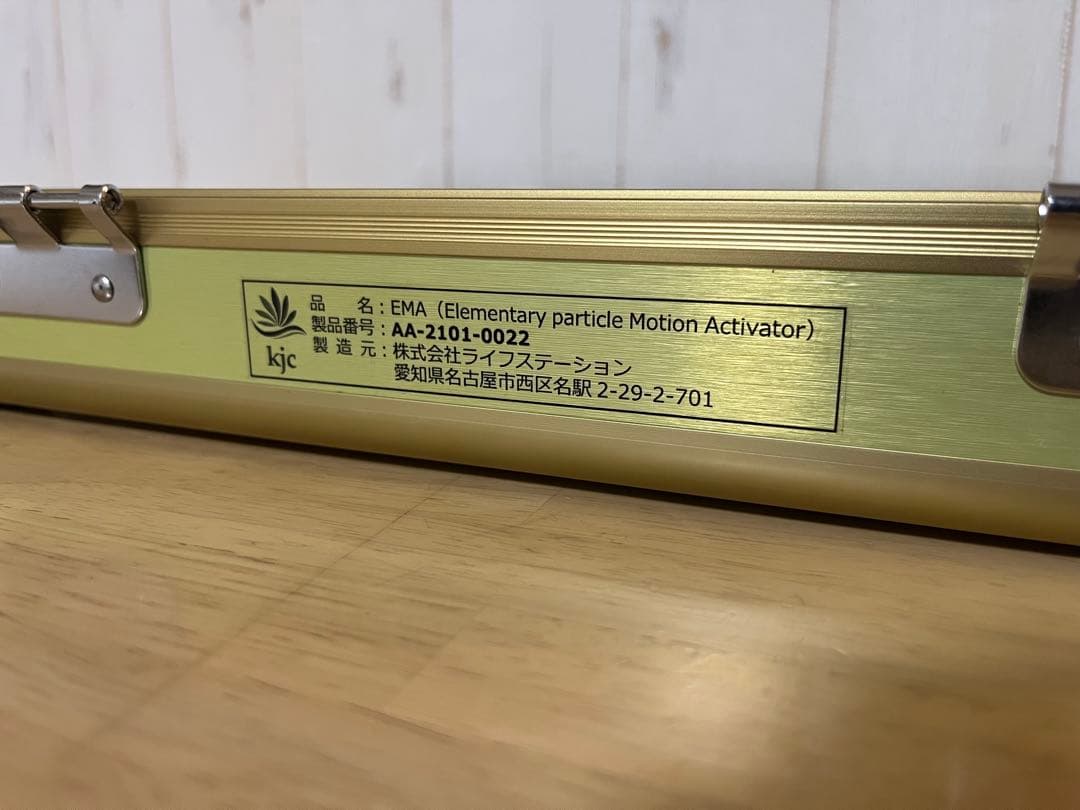 品　　名：EMA（Elementary particle Motion Activator）
製品番号：AA-2101-0022
製 造 元：株式会社ライフステーション
愛知県名古屋市西区名駅 2-29-2-701
kjc